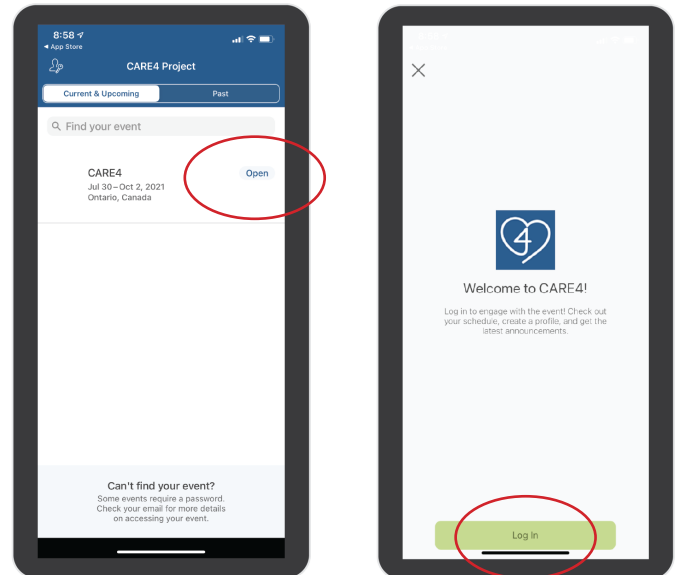 8:58
◀ App Store
CARE4 Project
Current & Upcoming
Past
Find your event
CARE4
Open
Jul 30 – Oct 2, 2021
Ontario, Canada
Can't find your event?
Some events require a password.
Check your email for more details
on accessing your event.
4
Welcome to CARE4!
Log in to engage with the event! Check out
your schedule, create a profile, and get the
latest announcements.
Log In